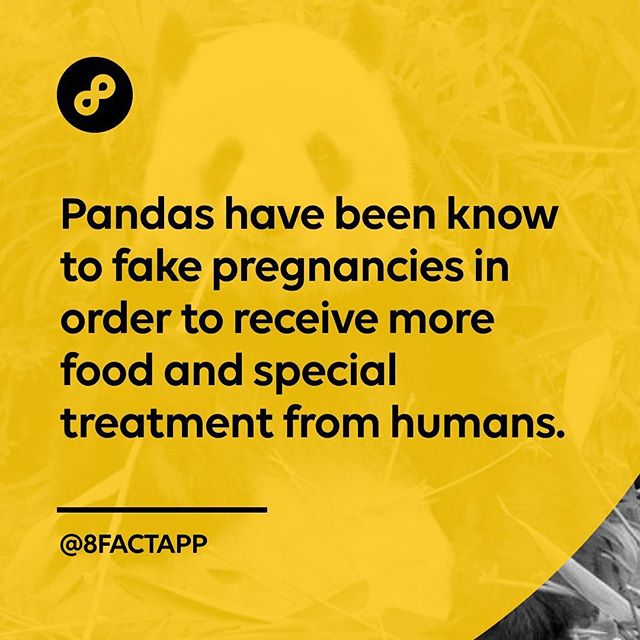 Pandas have been know
to fake pregnancies in
order to receive more
food and special
treatment from humans.
@8FACTAPP